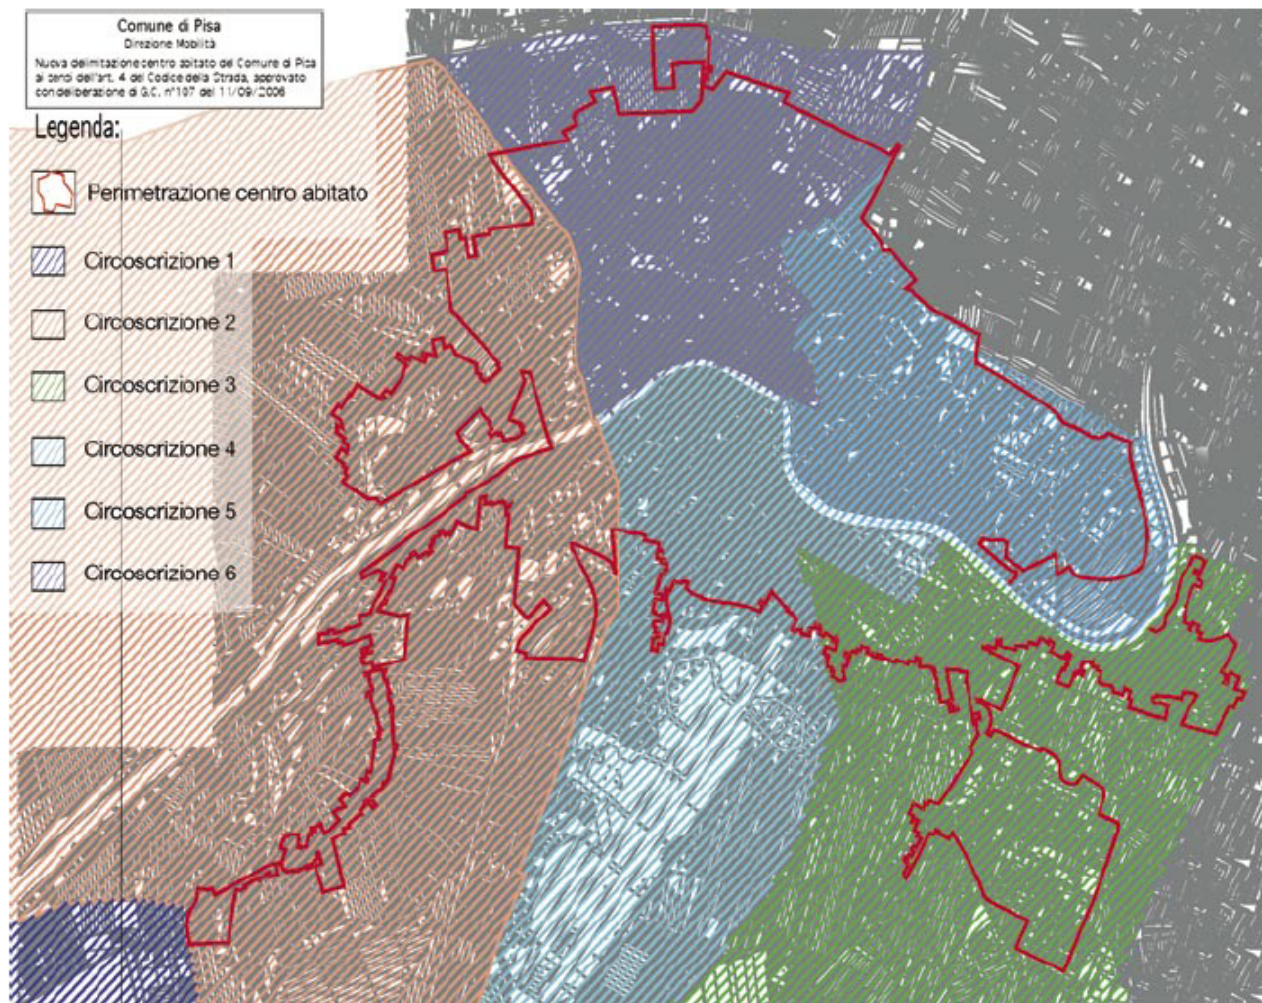 Comune di Pisa
Direzione Mobilità
Nuova delimitazione centro abitato del Comune di Pisa
ai sensi dell'art. 4 del Codice della Strada, approvato
con deliberazione di G.C. n°197 del 11/09/2006
Legenda:
Perimetrazione centro abitato
Circoscrizione 1
Circoscrizione 2
Circoscrizione 3
Circoscrizione 4
Circoscrizione 5
Circoscrizione 6